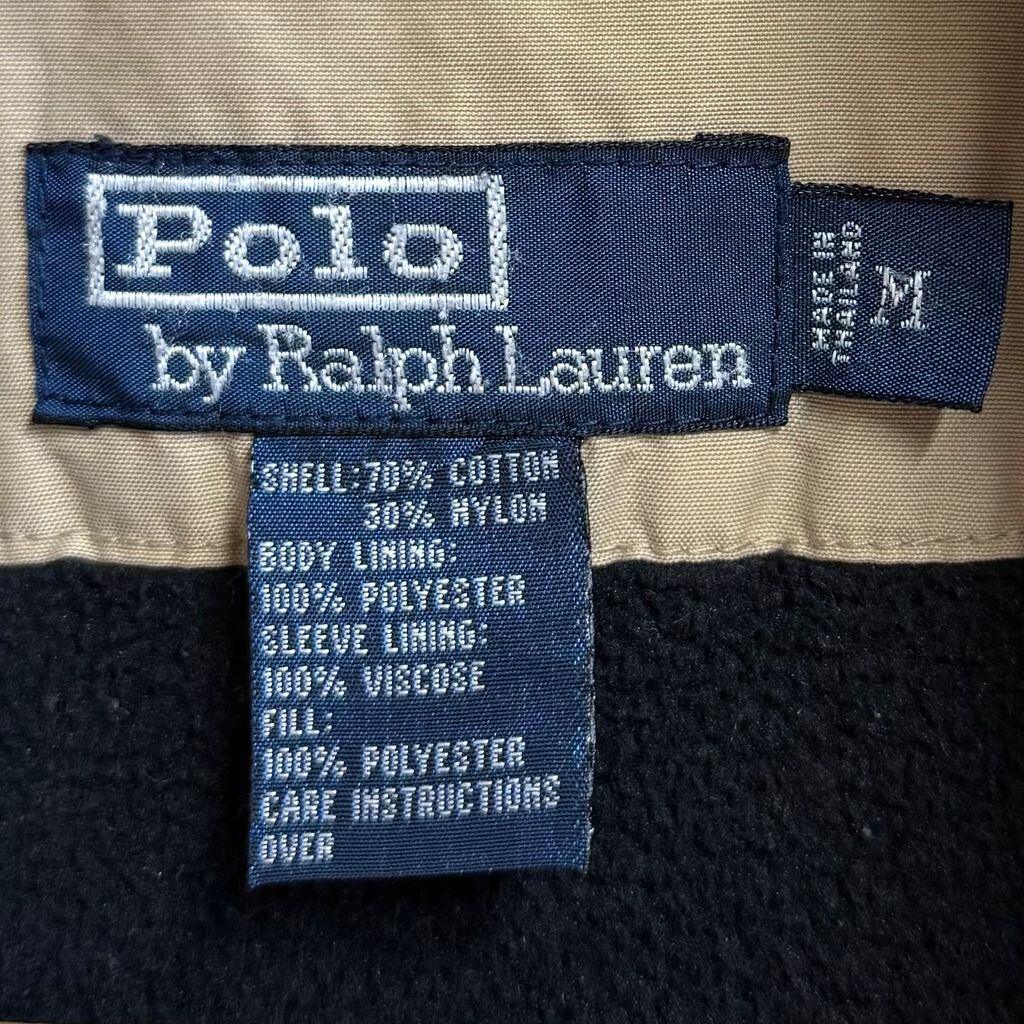 Polo
by Ralph Lauren
MADE IN
THAILAND
M
SHELL:70% COTTON
30% NYLON
BODY LINING:
100% POLYESTER
SLEEVE LINING:
100% VISCOSE
FILL:
100% POLYESTER
CARE INSTRUCTIONS
OVER